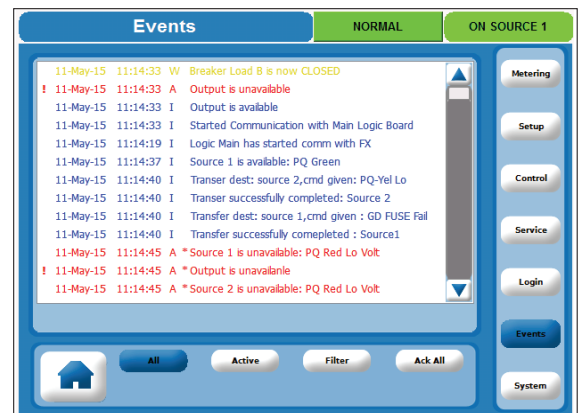 Events NORMAL ON SOURCE 1
11-May-15 11:14:33 W Breaker Load B is now CLOSED
! 11-May-15 11:14:33 A Output is unavailable
11-May-15 11:14:33 I Output is available
11-May-15 11:14:33 I Started Communication with Main Logic Board
11-May-15 11:14:19 I Logic Main has started comm with FX
11-May-15 11:14:37 I Source 1 is available: PQ Green
11-May-15 11:14:40 I Transer dest: source 2,cmd given: PQ-Yel Lo
11-May-15 11:14:40 I Transer successfully completed: Source 2
11-May-15 11:14:40 I Transfer dest: source 1,cmd given : GD FUSE Fail
11-May-15 11:14:40 I Transfer successfully comepleted : Source1
11-May-15 11:14:45 A * Source 1 is unavailable: PQ Red Lo Volt
! 11-May-15 11:14:45 A * Output is unavailanle
11-May-15 11:14:45 A * Source 2 is unavailable: PQ Red Lo Volt
All Active Filter Ack All
Metering
Setup
Control
Service
Login
Events
System